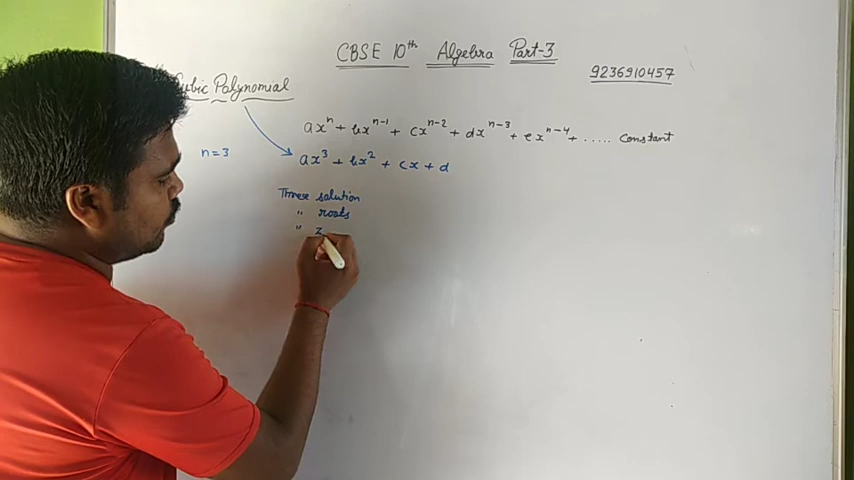 CBSE 10th Algebra Part-3
9236910457
ubic Polynomial
ax^n + bx^n-1 + cx^n-2 + dx^n-3 + ex^n-4 + ..... Constant
n=3
ax^3 + bx^2 + cx + d
Three solution
" roots
" z